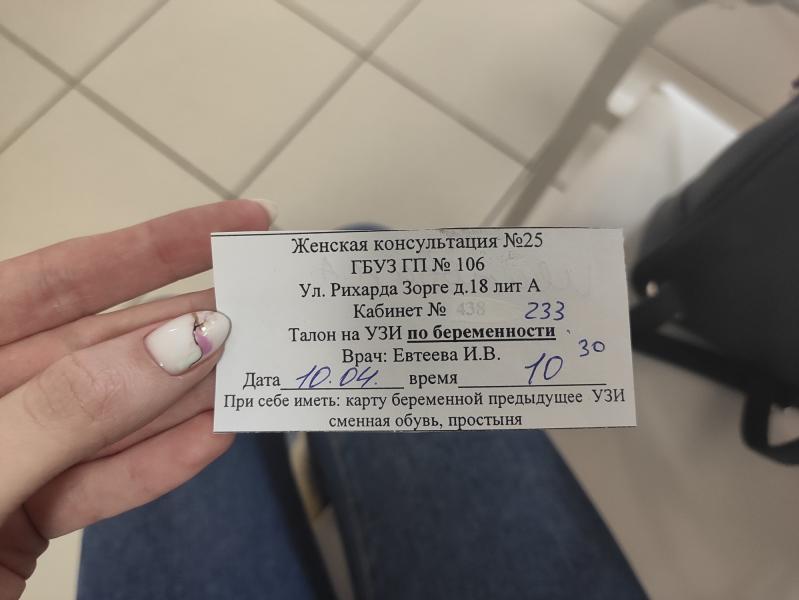 Женская консультация №25
ГБУЗ ГП № 106
Ул. Рихарда Зорге д.18 лит А
Кабинет № 438 233
Талон на УЗИ по беременности
Врач: Евтеева И.В.
Дата 10.04. время 10 30
При себе иметь: карту беременной предыдущее УЗИ
сменная обувь, простыня